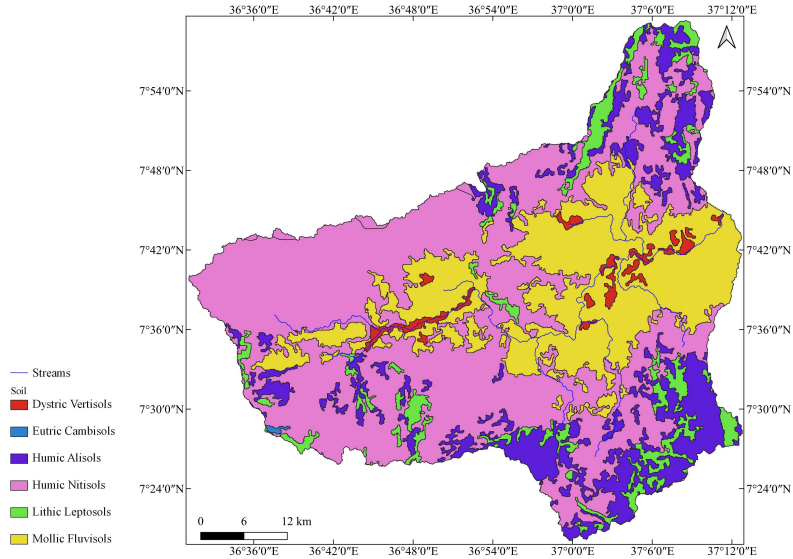 36°36'0"E 36°42'0"E 36°48'0"E 36°54'0"E 37°0'0"E 37°6'0"E 37°12'0"E
7°54'0"N 7°54'0"N
7°48'0"N 7°48'0"N
7°42'0"N 7°42'0"N
7°36'0"N 7°36'0"N
7°30'0"N 7°30'0"N
7°24'0"N 7°24'0"N
Streams
Soil
Dystric Vertisols
Eutric Cambisols
Humic Alisols
Humic Nitisols
Lithic Leptosols
Mollic Fluvisols
0 6 12 km
36°36'0"E 36°42'0"E 36°48'0"E 36°54'0"E 37°0'0"E 37°6'0"E 37°12'0"E